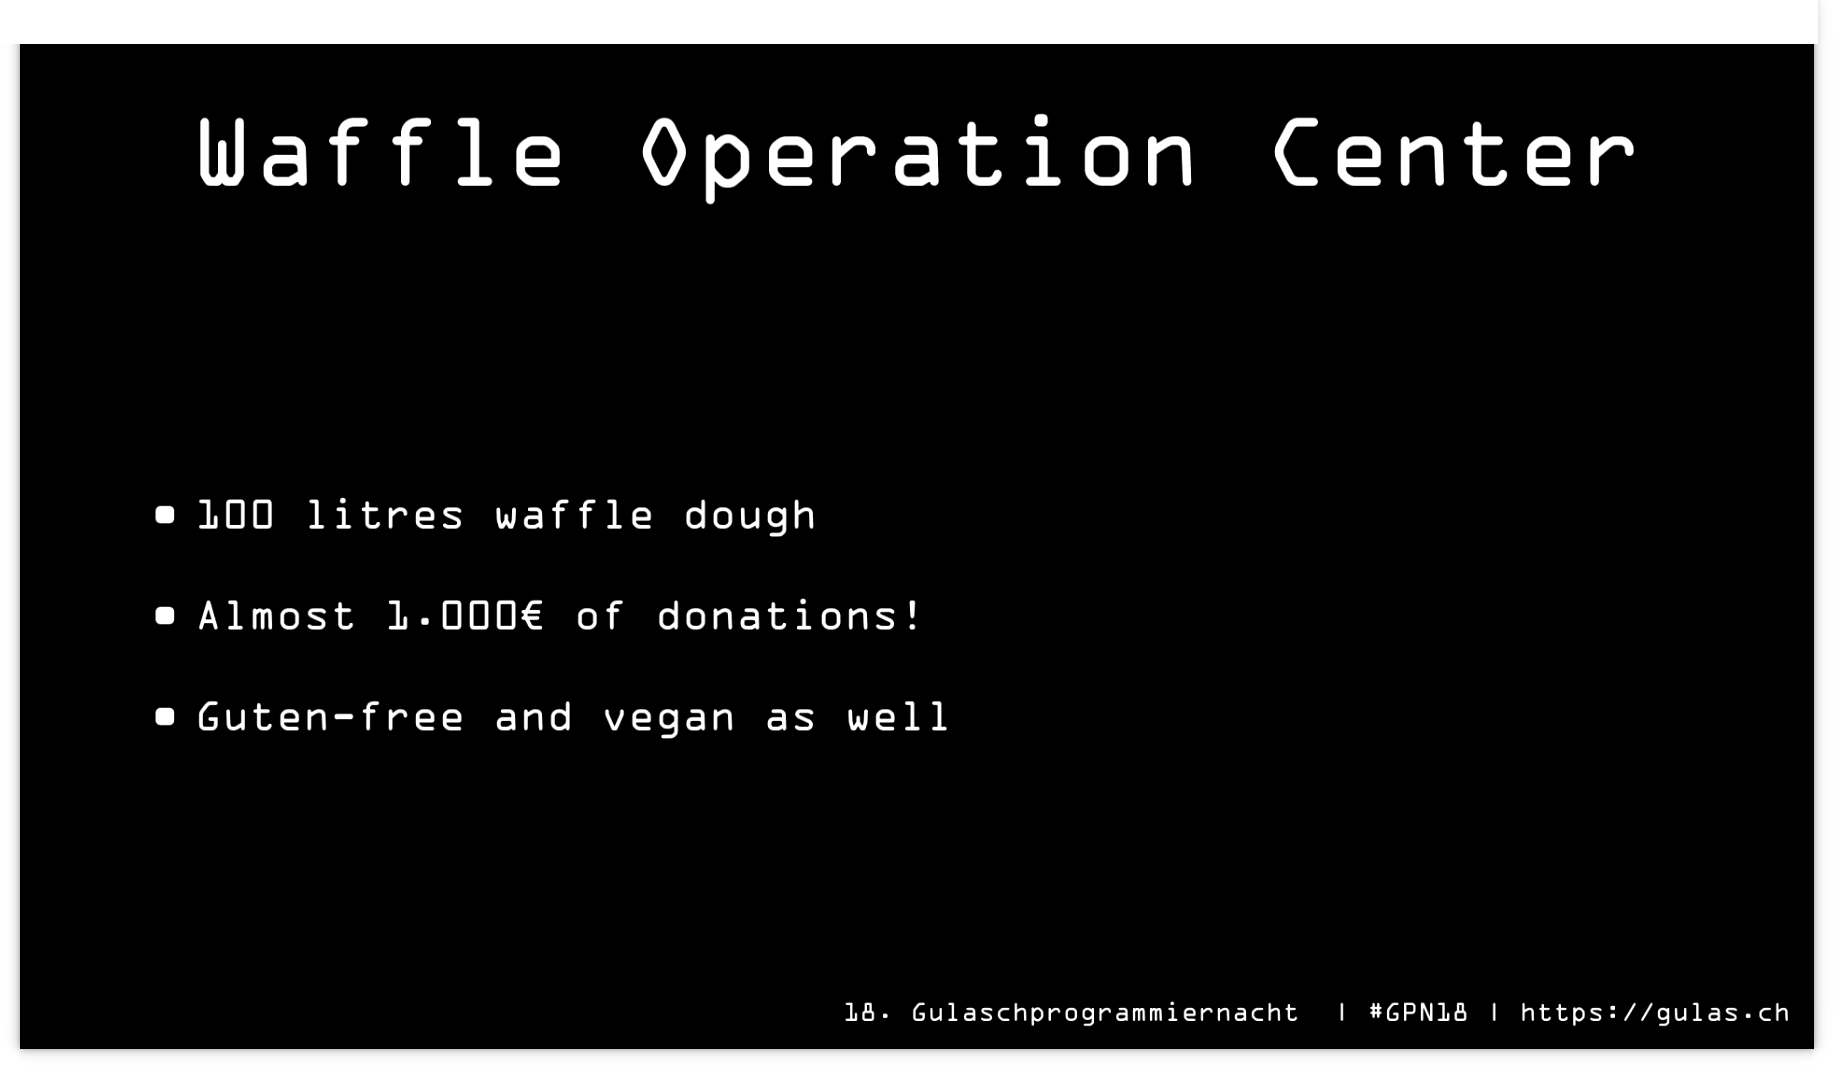 Waffle Operation Center
100 litres waffle dough
Almost 1.000€ of donations!
Guten-free and vegan as well
18. Gulaschprogrammiernacht | #GPN18 | https://gulas.ch